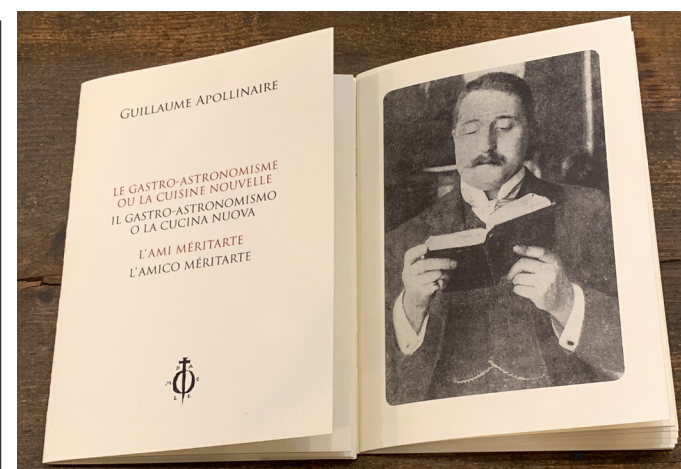 GUILLAUME APOLLINAIRE
LE GASTRO-ASTRONOMISME
OU LA CUISINE NOUVELLE
IL GASTRO-ASTRONOMISMO
O LA CUCINA NUOVA
L'AMI MÉRITARTE
L'AMICO MÉRITARTE